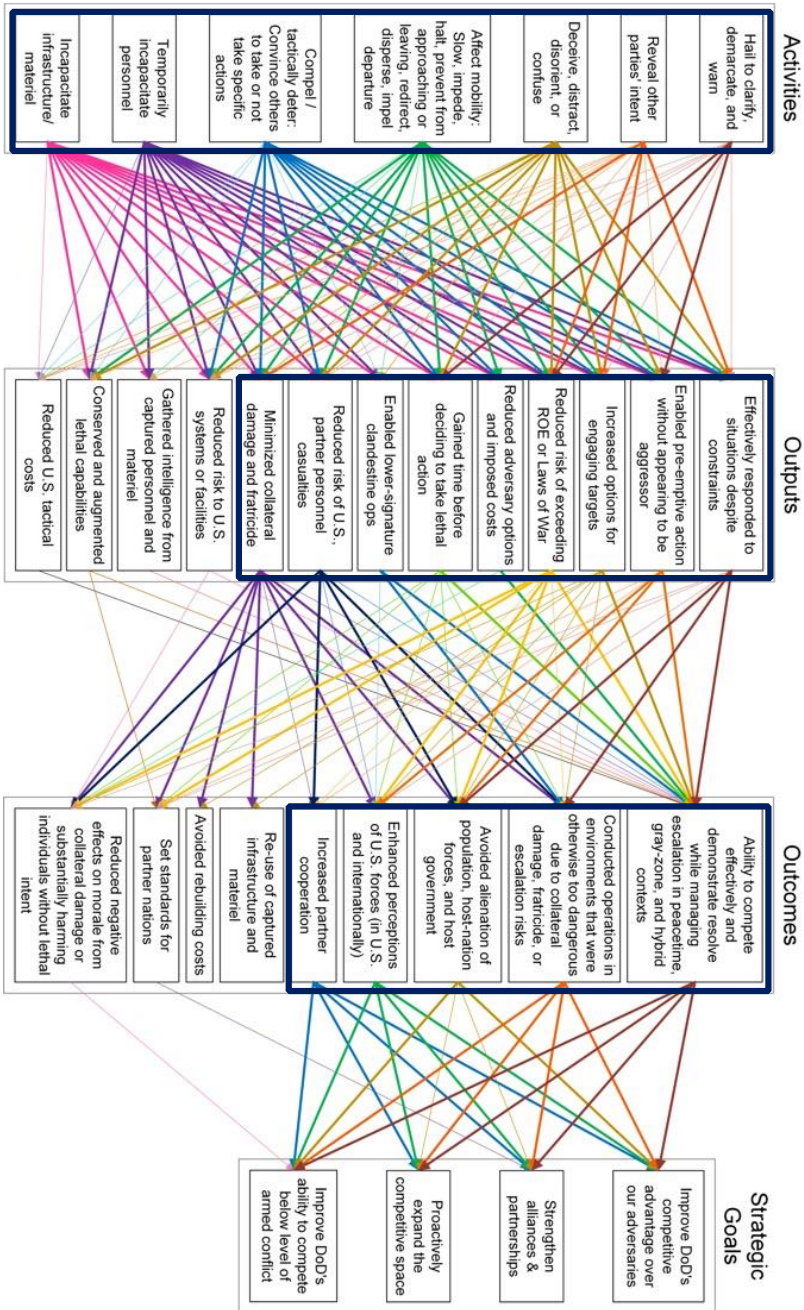 Activities
Hail to clarify,
demarcate, and
warn
Reveal other
parties' intent
Deceive, distract,
disorient, or
confuse
Affect mobility:
Slow, impede,
halt, prevent from
approaching or
leaving, redirect,
disperse, impel
departure
Compel /
tactically deter:
Convince others
to take or not
take specific
actions
Temporarily
incapacitate
personnel
Incapacitate
infrastructure/
materiel
Outputs
Effectively responded to
situations despite
constraints
Enabled pre-emptive action
without appearing to be
aggressor
Increased options for
engaging targets
Reduced risk of exceeding
ROE or Laws of War
Reduced adversary options
and imposed costs
Gained time before
deciding to take lethal
action
Enabled lower-signature
clandestine ops
Reduced risk of U.S.,
partner personnel
casualties
Minimized collateral
damage and fratricide
Reduced risk to U.S.
systems or facilities
Gathered intelligence from
captured personnel and
materiel
Conserved and augmented
lethal capabilities
Reduced U.S. tactical
costs
Outcomes
Ability to compete
effectively and
demonstrate resolve
while managing
escalation in peacetime,
gray-zone, and hybrid
contexts
Conducted operations in
environments that were
otherwise too dangerous
due to collateral
damage, fratricide, or
escalation risks
Avoided alienation of
population, host-nation
forces, and host
government
Enhanced perceptions
of U.S. forces (in U.S.
and internationally)
Increased partner
cooperation
Re-use of captured
infrastructure and
materiel
Avoided rebuilding costs
Set standards for
partner nations
Reduced negative
effects on morale from
collateral damage or
substantially harming
individuals without lethal
intent
Strategic
Goals
Improve DoD's
competitive
advantage over
our adversaries
Strengthen
alliances &
partnerships
Proactively
expand the
competitive space
Improve DoD's
ability to compete
below level of
armed conflict